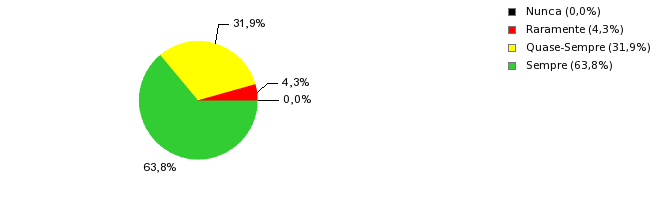 31,9%
4,3%
0,0%
63,8%
Nunca (0,0%)
Raramente (4,3%)
Quase-Sempre (31,9%)
Sempre (63,8%)